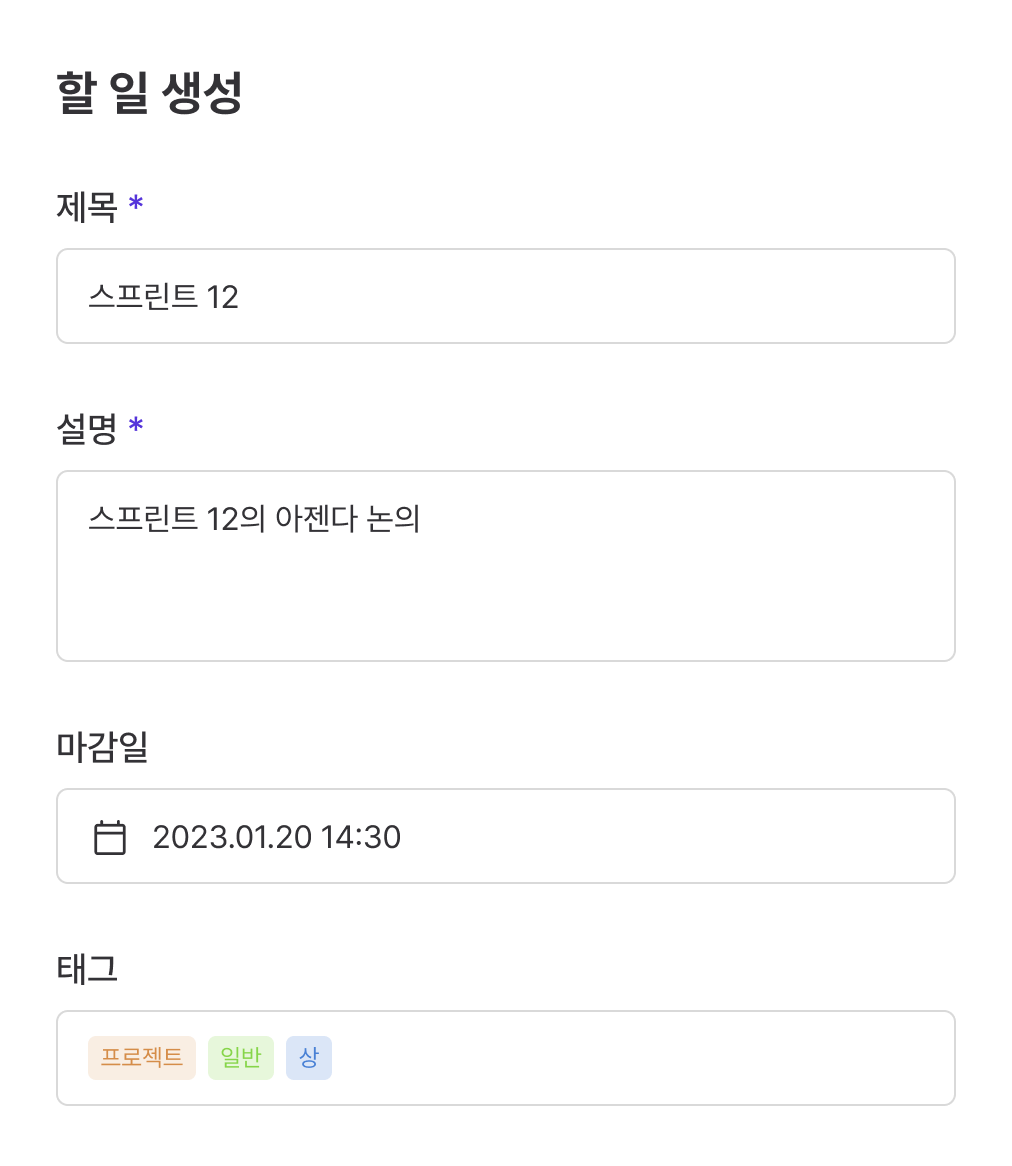 할 일 생성
제목 *
스프린트 12
설명 *
스프린트 12의 아젠다 논의
마감일
2023.01.20 14:30
태그
프로젝트 일반 상